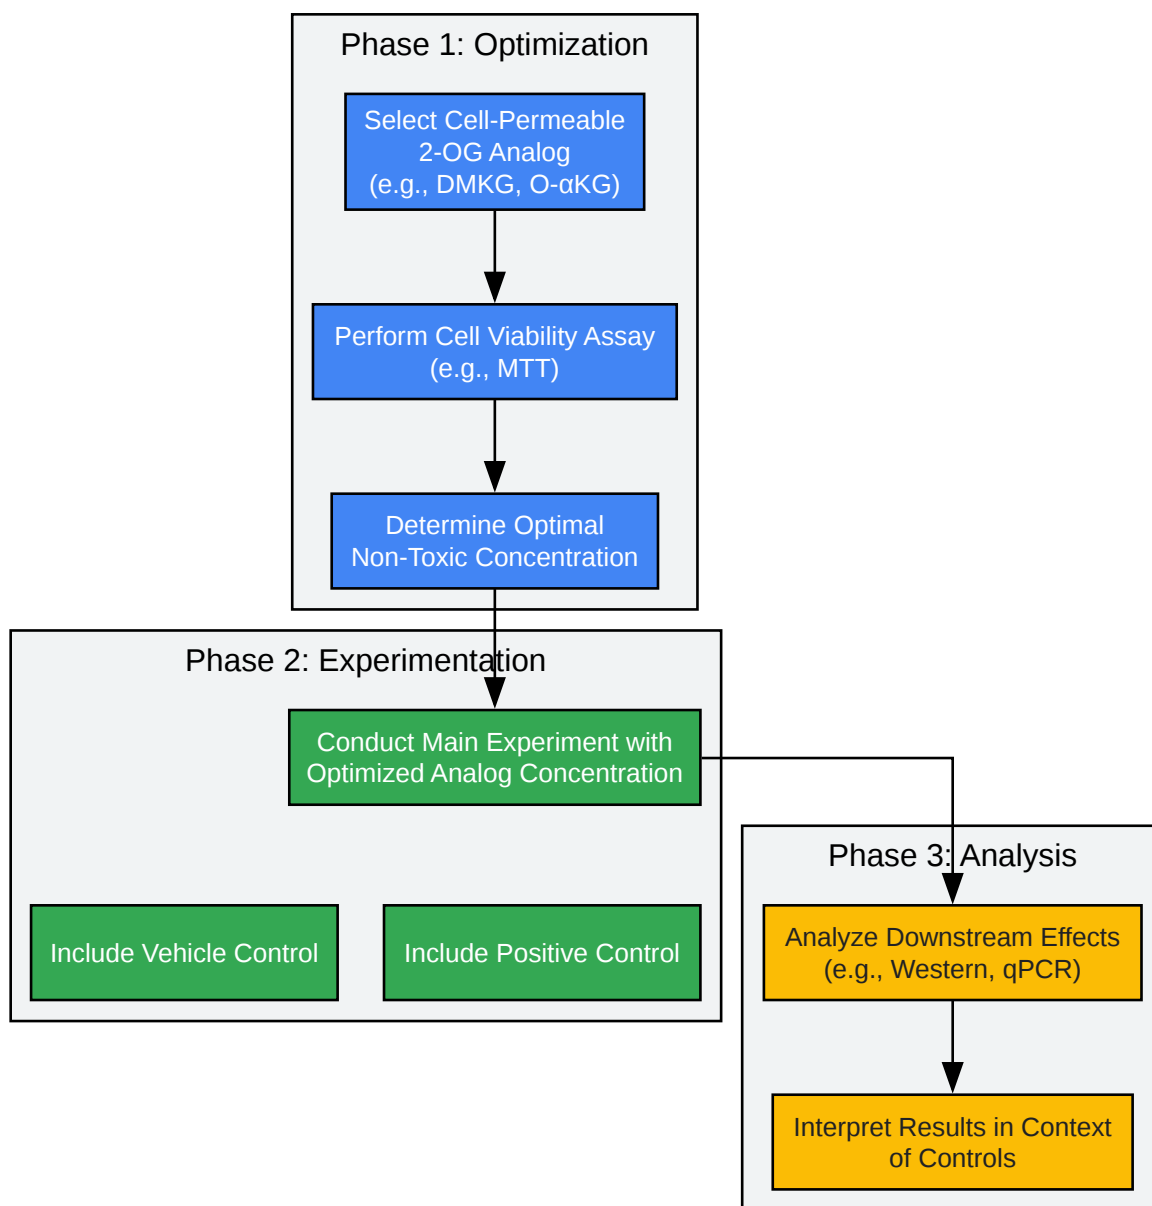 Phase 1: Optimization
Select Cell-Permeable
2-OG Analog
(e.g., DMKG, O-αKG)
Perform Cell Viability Assay
(e.g., MTT)
Determine Optimal
Non-Toxic Concentration
Phase 2: Experimentation
Conduct Main Experiment with
Optimized Analog Concentration
Include Vehicle Control
Include Positive Control
Phase 3: Analysis
Analyze Downstream Effects
(e.g., Western, qPCR)
Interpret Results in Context
of Controls